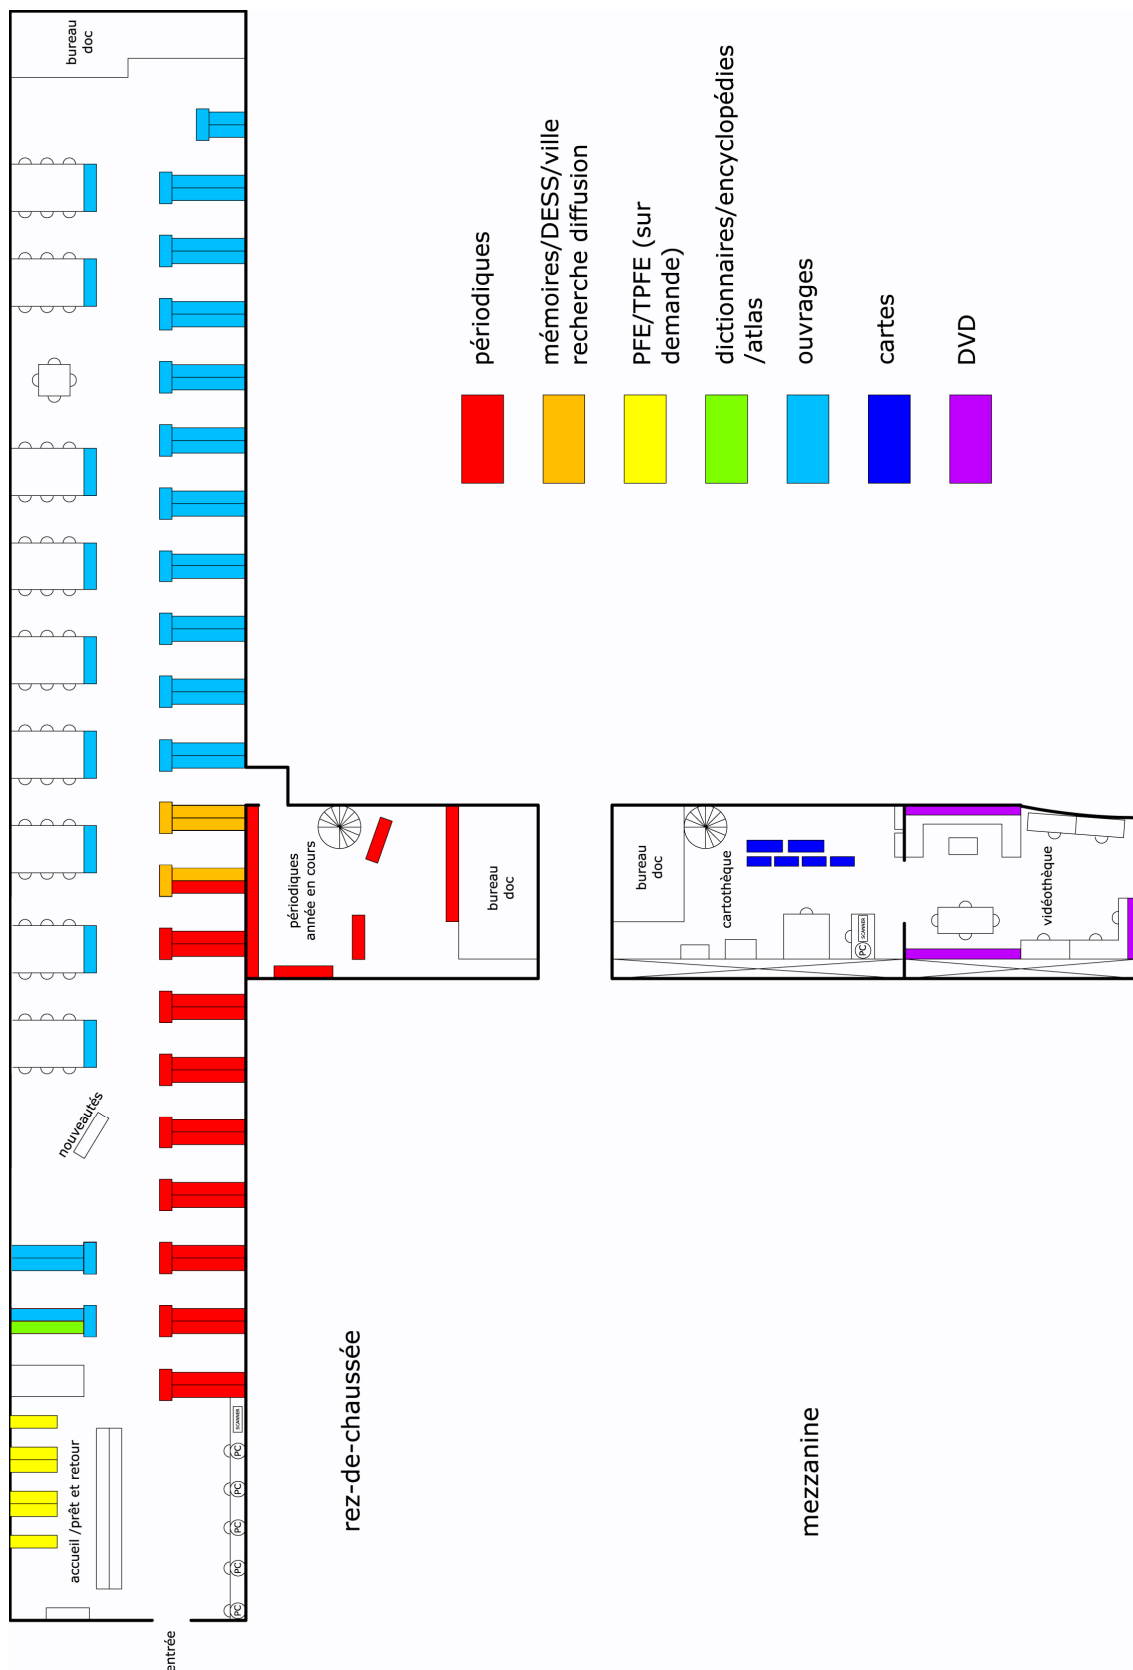 bureau
doc
périodiques
mémoires/DESS/ville
recherche diffusion
PFE/TPFE (sur
demande)
dictionnaires/encyclopédies
/atlas
ouvrages
cartes
DVD
périodiques
année en cours
bureau
doc
bureau
doc
cartothèque
SCANNER
PC
vidéothèque
nouveautés
accueil /prêt et retour
SCANNER
PC
PC
PC
PC
PC
entrée
rez-de-chaussée
mezzanine